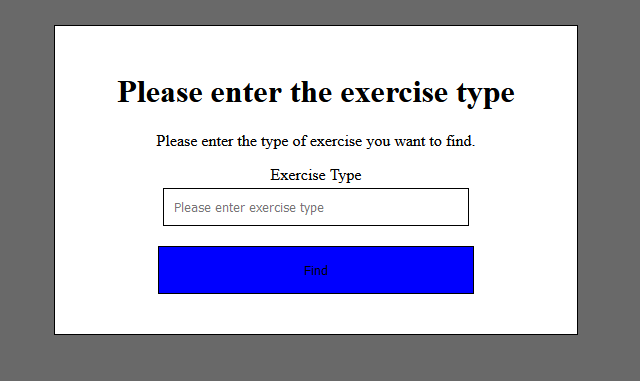 Please enter the exercise type
Please enter the type of exercise you want to find.
Exercise Type
Please enter exercise type
Find